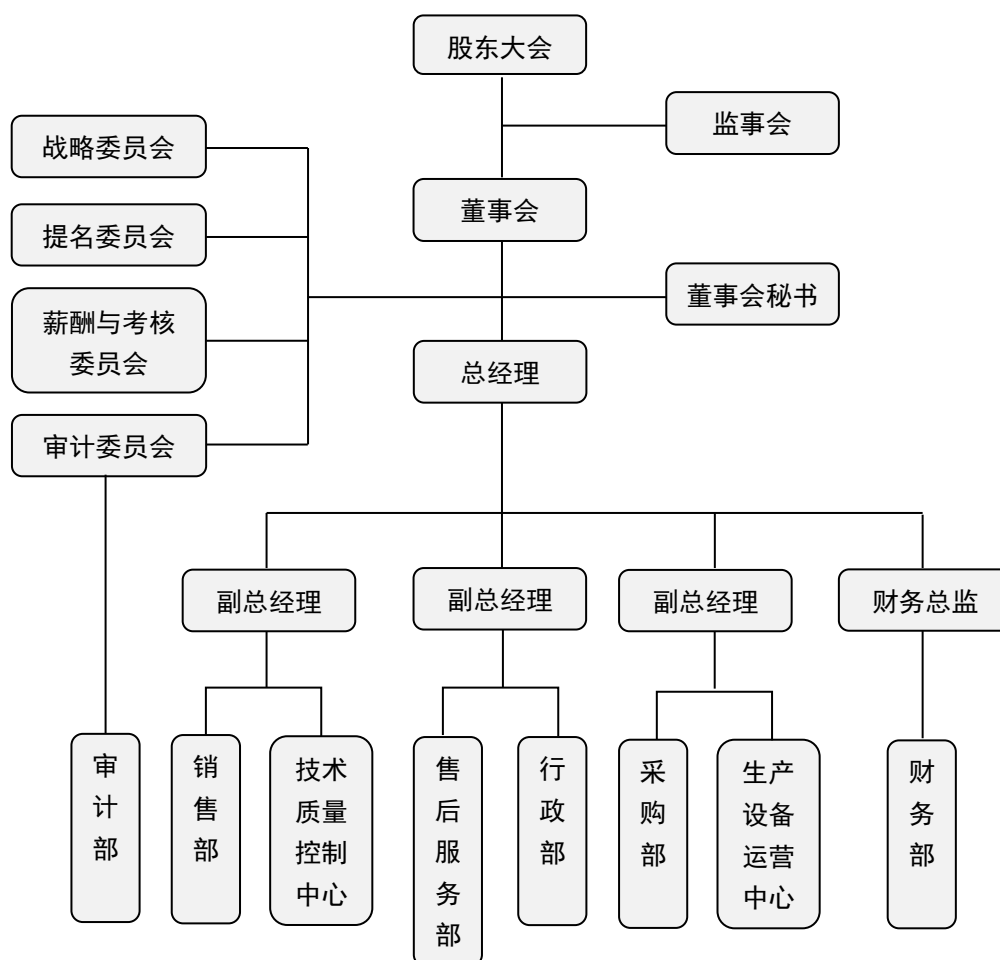 股东大会
监事会
战略委员会
董事会
提名委员会
董事会秘书
薪酬与考核
委员会
总经理
审计委员会
副总经理
副总经理
副总经理
财务总监
审计部
销售部
技术
质量
控制
中心
售后服务部
行政部
采购部
生产
设备
运营
中心
财务部